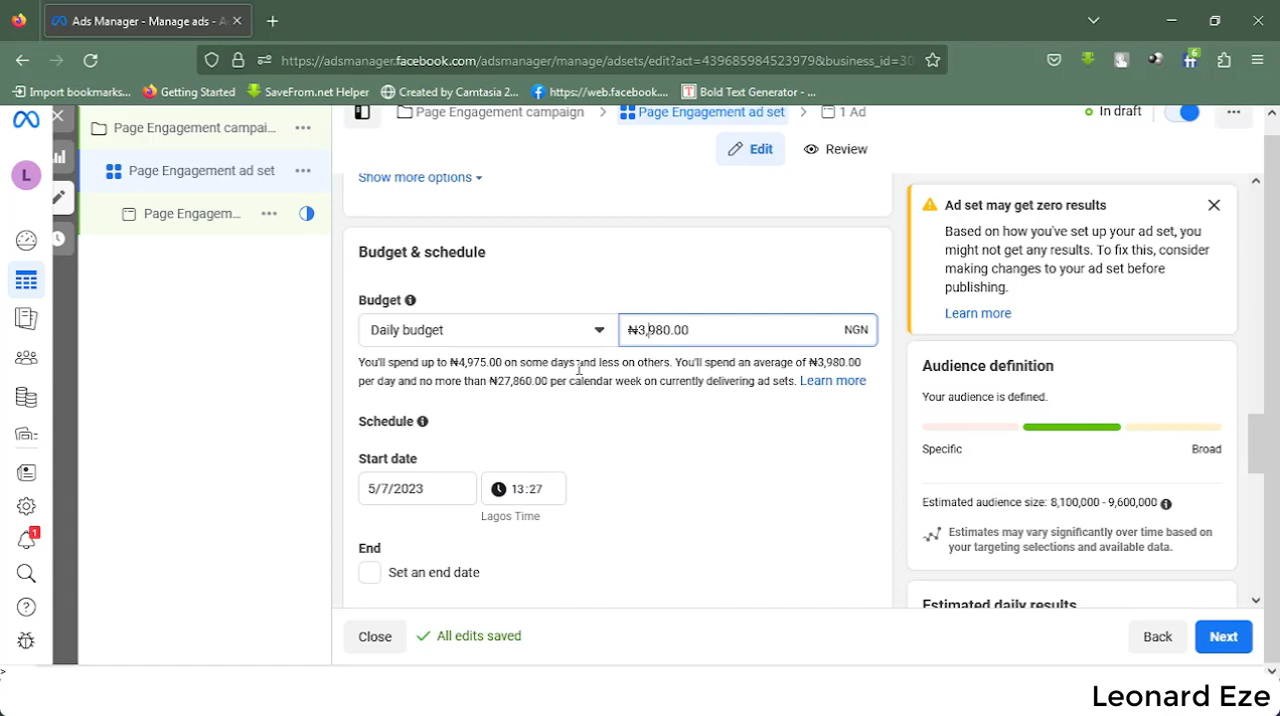 Ads Manager - Manage ads - A
https://adsmanager.facebook.com/adsmanager/manage/adsets/edit?act=439685984523979&business_id=30
6
Import bookmarks...
Getting Started
SaveFrom.net Helper
Created by Camtasia 2...
https://web.facebook....
Bold Text Generator - ...
Page Engagement campai...
Page Engagement campaign
Page Engagement ad set
1 Ad
In draft
L
Page Engagement ad set
Page Engagem...
Edit
Review
Show more options
Budget & schedule
Budget
Daily budget
₦3,980.00
NGN
You'll spend up to ₦4,975.00 on some days and less on others. You'll spend an average of ₦3,980.00
per day and no more than ₦27,860.00 per calendar week on currently delivering ad sets. Learn more
Schedule
Start date
5/7/2023
13:27
Lagos Time
End
Set an end date
Ad set may get zero results
Based on how you've set up your ad set, you
might not get any results. To fix this, consider
making changes to your ad set before
publishing.
Learn more
Audience definition
Your audience is defined.
Specific
Broad
Estimated audience size: 8,100,000 - 9,600,000
Estimates may vary significantly over time based on
your targeting selections and available data.
Estimated daily results
1
Close
All edits saved
Back
Next
>
Leonard Eze